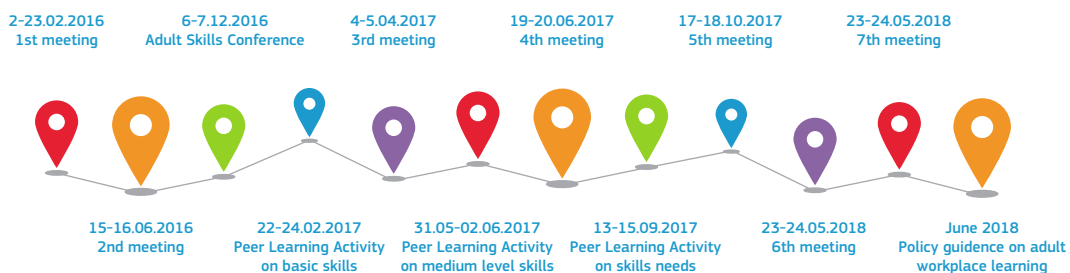 2-23.02.2016
1st meeting
6-7.12.2016
Adult Skills Conference
4-5.04.2017
3rd meeting
19-20.06.2017
4th meeting
17-18.10.2017
5th meeting
23-24.05.2018
7th meeting
15-16.06.2016
2nd meeting
22-24.02.2017
Peer Learning Activity
on basic skills
31.05-02.06.2017
Peer Learning Activity
on medium level skills
13-15.09.2017
Peer Learning Activity
on skills needs
23-24.05.2018
6th meeting
June 2018
Policy guidance on adult
workplace learning